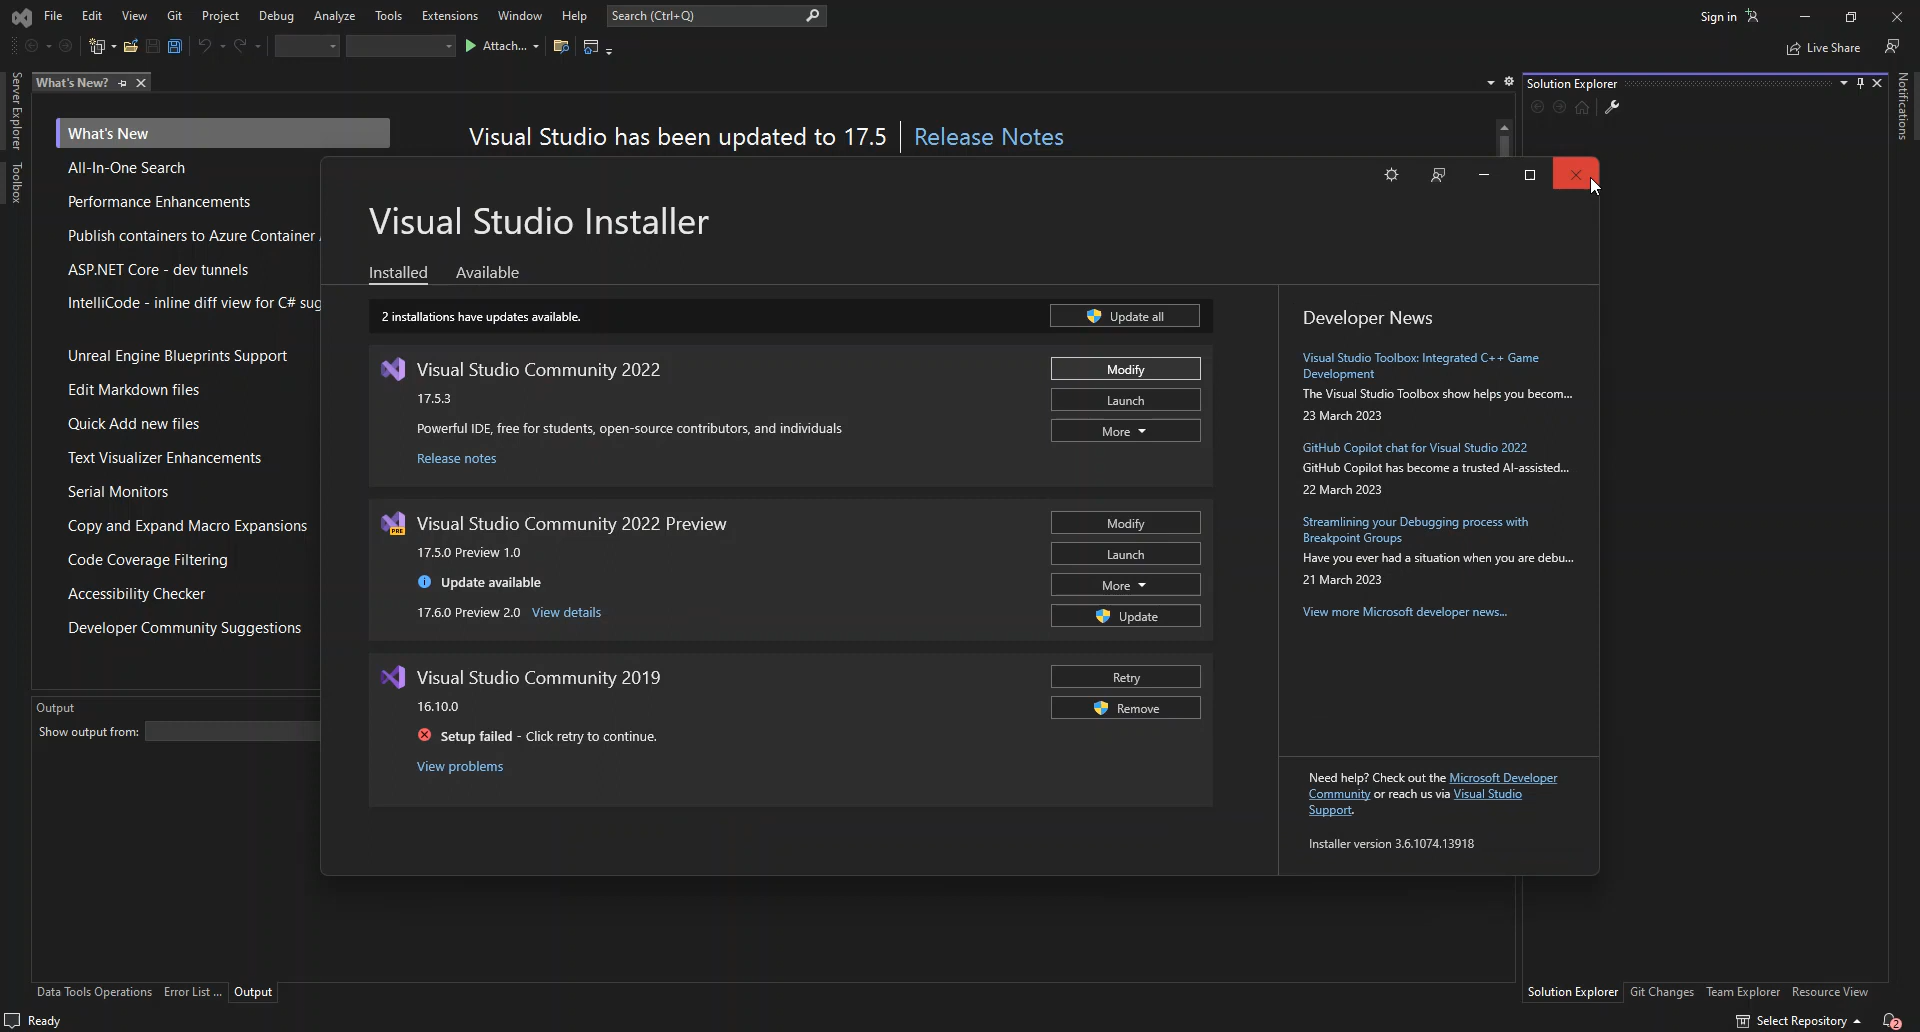 File Edit View Git Project Debug Analyze Tools Extensions Window Help Search (Ctrl+Q) Sign in
Attach... Live Share
Server Explorer
Toolbox
What's New?
Solution Explorer
Notifications
What's New
All-In-One Search
Performance Enhancements
Publish containers to Azure Container
ASP.NET Core - dev tunnels
IntelliCode - inline diff view for C# sug
Unreal Engine Blueprints Support
Edit Markdown files
Quick Add new files
Text Visualizer Enhancements
Serial Monitors
Copy and Expand Macro Expansions
Code Coverage Filtering
Accessibility Checker
Developer Community Suggestions
Visual Studio has been updated to 17.5 Release Notes
Visual Studio Installer
Installed Available
2 installations have updates available. Update all
Visual Studio Community 2022
17.5.3
Powerful IDE, free for students, open-source contributors, and individuals
Release notes
Modify
Launch
More
Visual Studio Community 2022 Preview
PRE
17.5.0 Preview 1.0
Update available
17.6.0 Preview 2.0 View details
Modify
Launch
More
Update
Visual Studio Community 2019
16.10.0
Setup failed - Click retry to continue.
View problems
Retry
Remove
Developer News
Visual Studio Toolbox: Integrated C++ Game
Development
The Visual Studio Toolbox show helps you becom...
23 March 2023
GitHub Copilot chat for Visual Studio 2022
GitHub Copilot has become a trusted AI-assisted...
22 March 2023
Streamlining your Debugging process with
Breakpoint Groups
Have you ever had a situation when you are debu...
21 March 2023
View more Microsoft developer news...
Need help? Check out the Microsoft Developer
Community or reach us via Visual Studio
Support.
Installer version 3.6.1074.13918
Output
Show output from:
Data Tools Operations Error List ... Output
Solution Explorer Git Changes Team Explorer Resource View
Ready
Select Repository 2